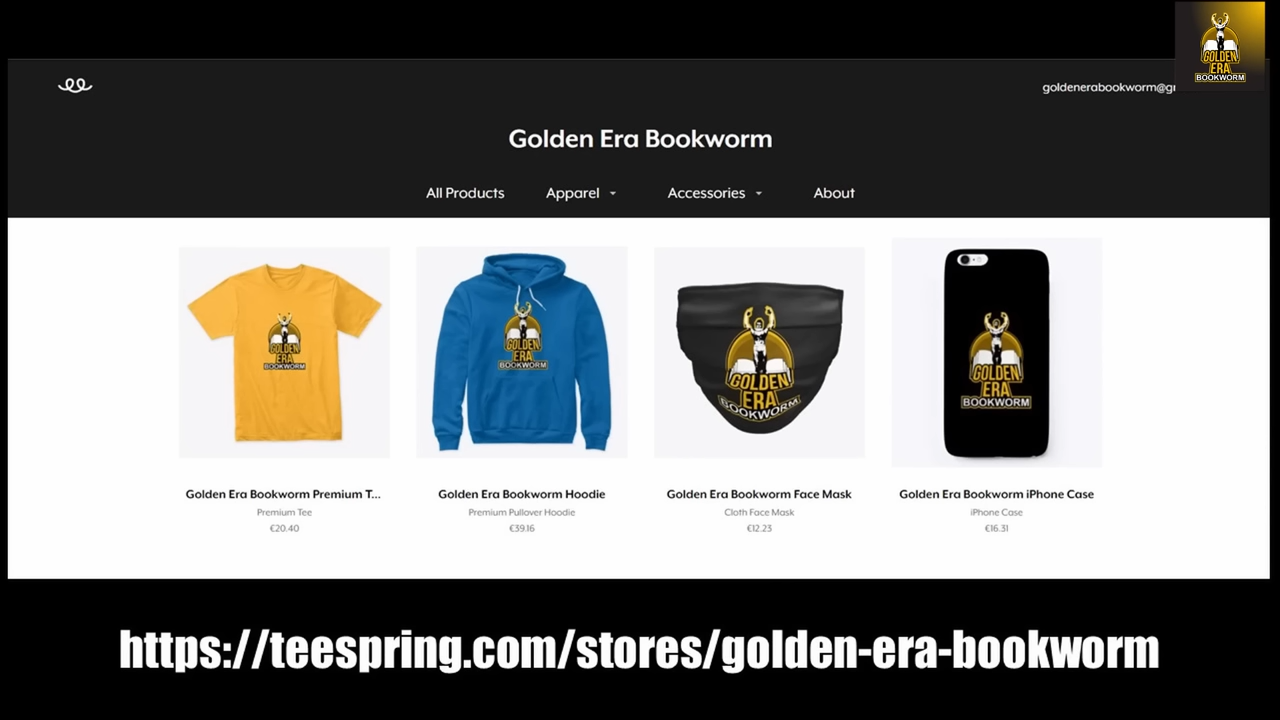 GOLDEN
ERA
BOOKWORM
goldenerabookworm@g
Golden Era Bookworm
All Products
Apparel
Accessories
About
GOLDEN
ERA
BOOKWORM
GOLDEN
ERA
BOOKWORM
GOLDEN
ERA
BOOKWORM
GOLDEN
ERA
BOOKWORM
Golden Era Bookworm Premium T...
Premium Tee
€20.40
Golden Era Bookworm Hoodie
Premium Pullover Hoodie
€39.16
Golden Era Bookworm Face Mask
Cloth Face Mask
€12.23
Golden Era Bookworm iPhone Case
iPhone Case
€16.31
https://teespring.com/stores/golden-era-bookworm